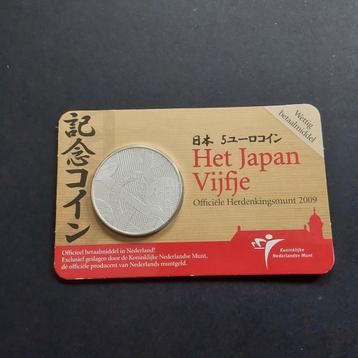 記念コイン
Wettig
betaalmiddel
日本 5ユーロコイン
Het Japan
Vijfje
Officiële Herdenkingsmunt 2009
Officieel betaalmiddel in Nederland!
Exclusief geslagen door de Koninklijke Nederlandse Munt,
dé officiële producent van Nederlands muntgeld.
Koninklijke
Nederlandse Munt